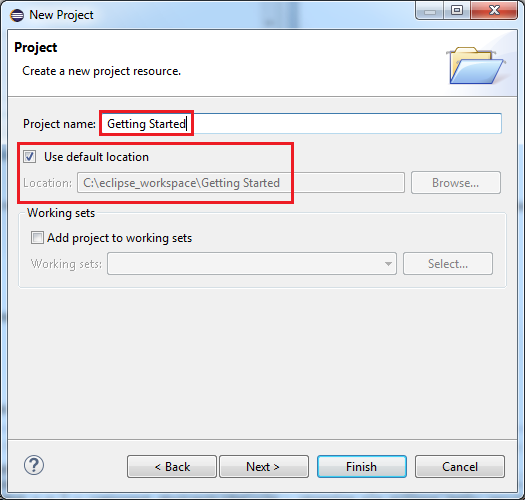 New Project
Project
Create a new project resource.
Project name: Getting Started
Use default location
Location: C:\eclipse_workspace\Getting Started Browse...
Working sets
Add project to working sets
Working sets: Select...
? < Back Next > Finish Cancel